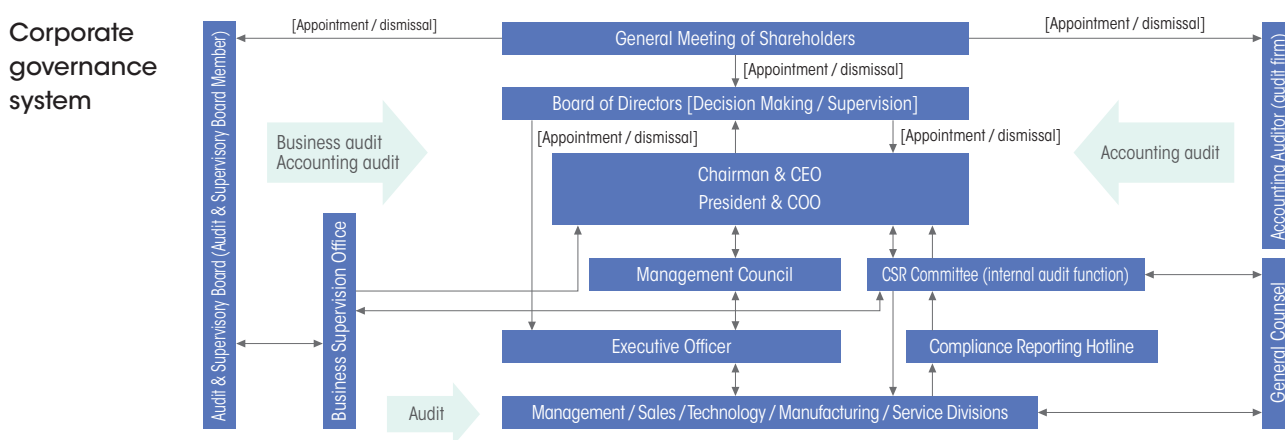 Corporate
governance
system
[Appointment / dismissal]
General Meeting of Shareholders
[Appointment / dismissal]
[Appointment / dismissal]
Board of Directors [Decision Making / Supervision]
[Appointment / dismissal]
[Appointment / dismissal]
Business audit
Accounting audit
Accounting audit
Chairman & CEO
President & COO
Audit & Supervisory Board (Audit & Supervisory Board Member)
Accounting Auditor (audit firm)
Business Supervision Office
Management Council
CSR Committee (internal audit function)
General Counsel
Executive Officer
Compliance Reporting Hotline
Audit
Management / Sales / Technology / Manufacturing / Service Divisions